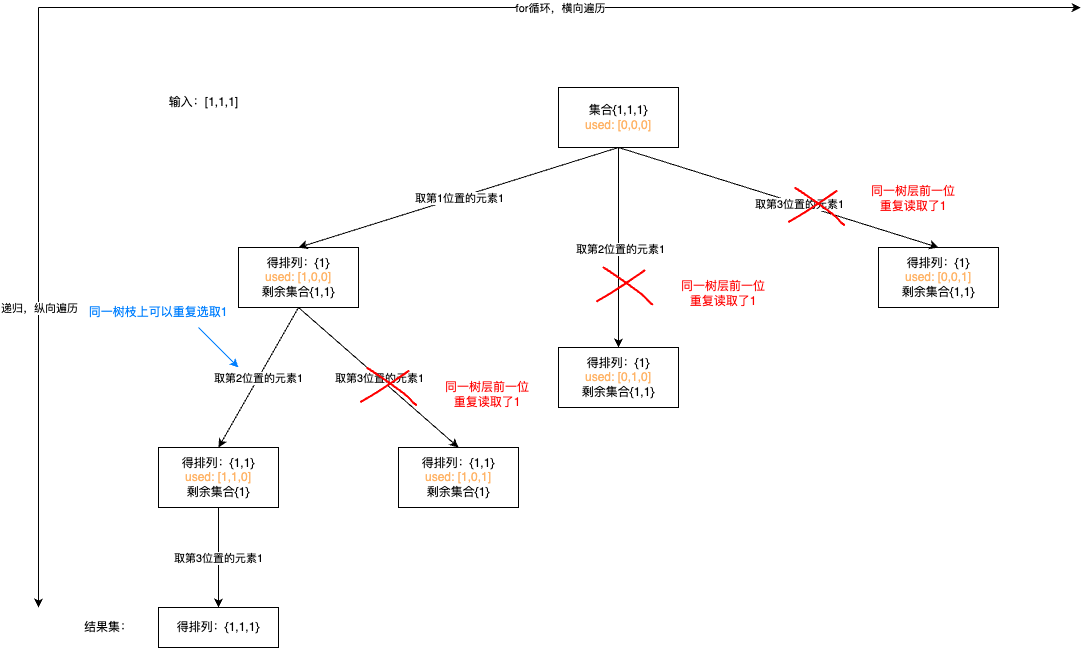 for循环，横向遍历
输入：[1,1,1]
集合{1,1,1}
used: [0,0,0]
取第1位置的元素1
取第3位置的元素1
同一树层前一位
重复读取了1
取第2位置的元素1
得排列：{1}
used: [1,0,0]
剩余集合{1,1}
得排列：{1}
used: [0,0,1]
剩余集合{1,1}
同一树层前一位
重复读取了1
递归，纵向遍历
同一树枝上可以重复选取1
得排列：{1}
used: [0,1,0]
剩余集合{1,1}
取第2位置的元素1
取第3位置的元素1
同一树层前一位
重复读取了1
得排列：{1,1}
used: [1,1,0]
剩余集合{1}
得排列：{1,1}
used: [1,0,1]
剩余集合{1}
取第3位置的元素1
结果集：
得排列：{1,1,1}